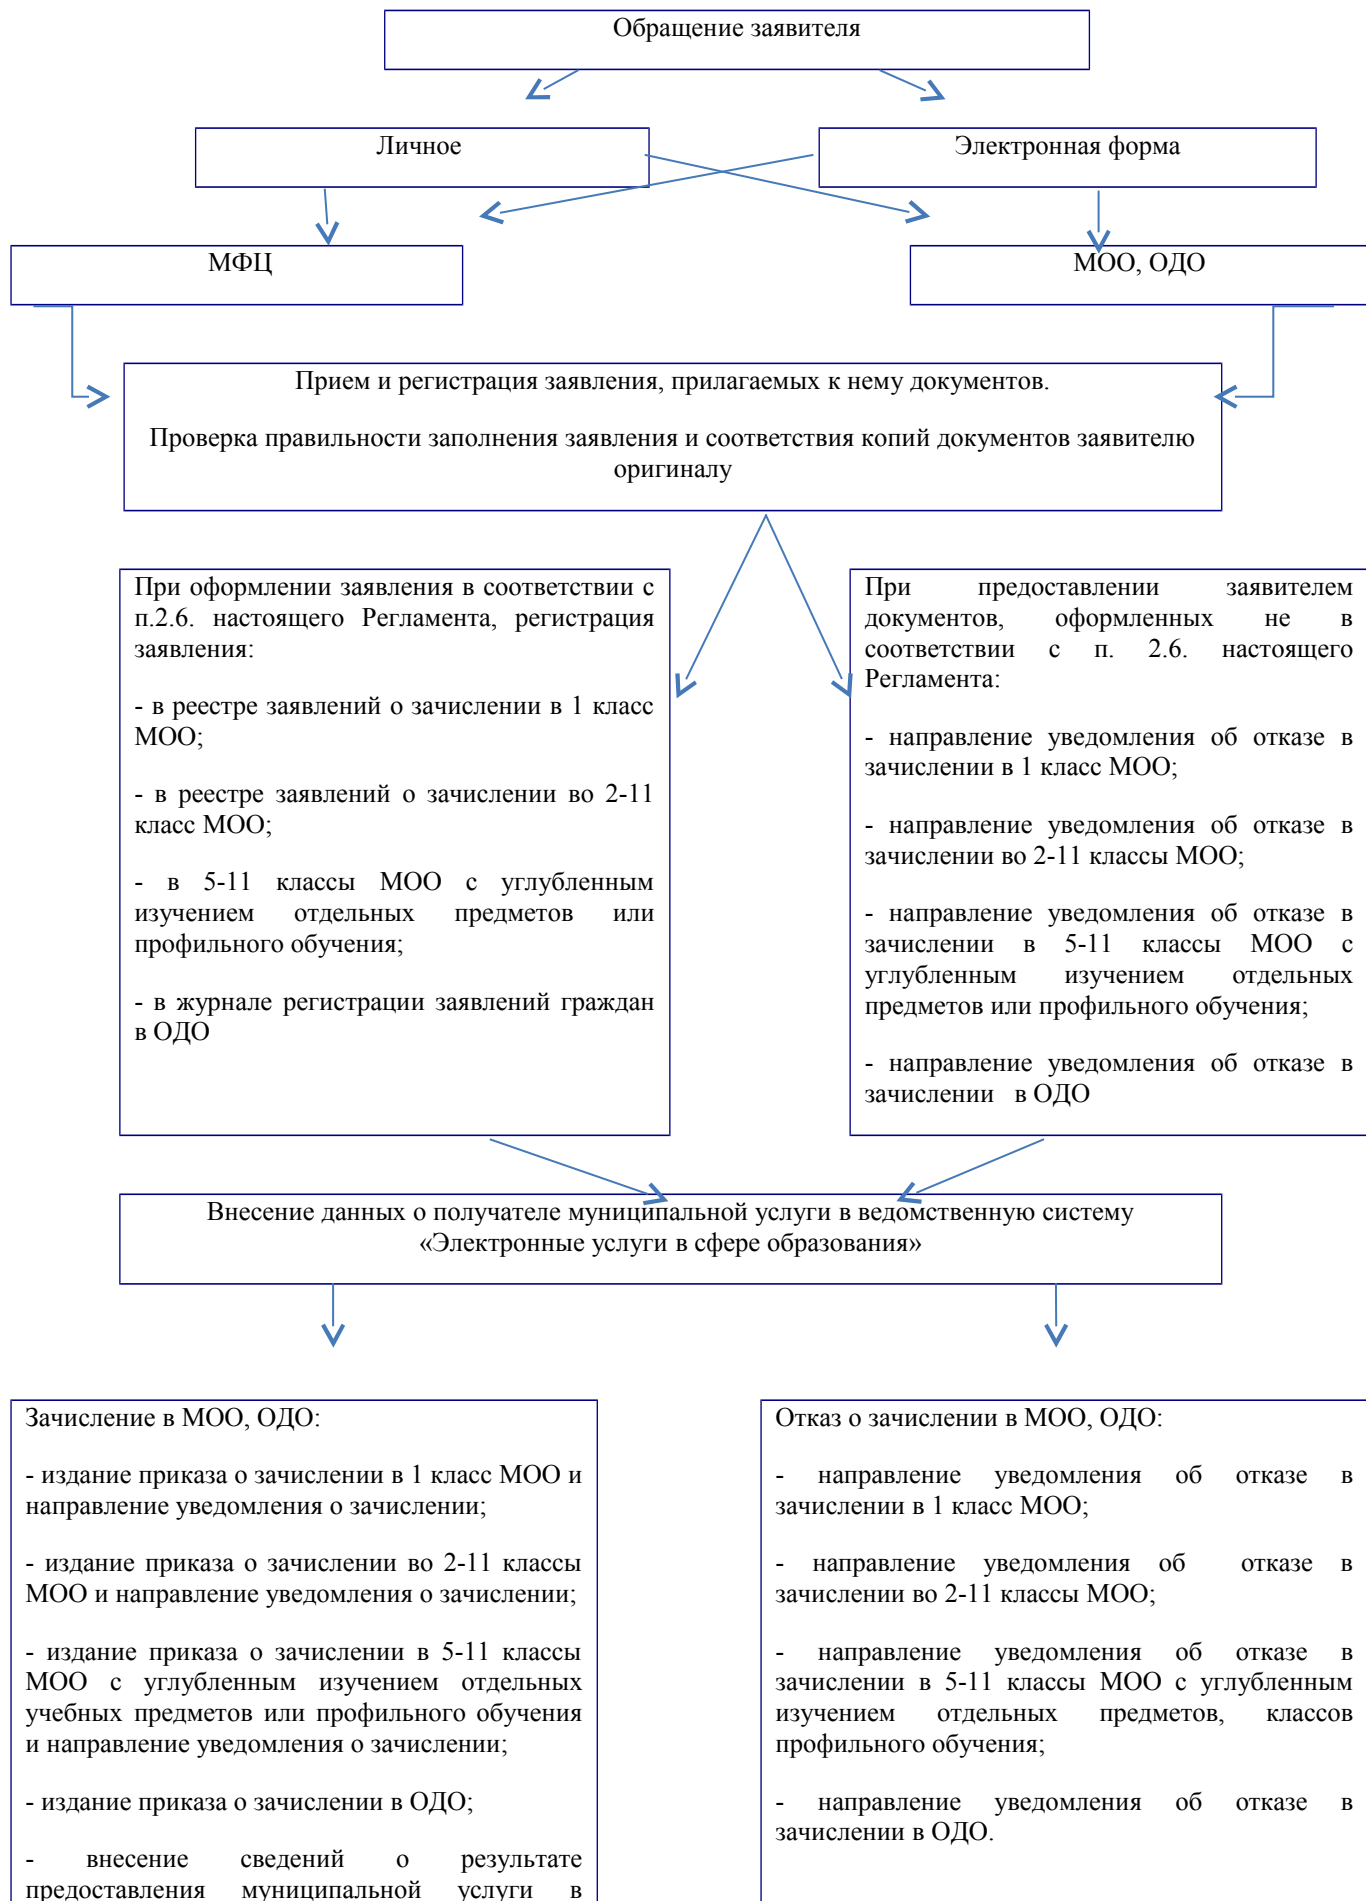 Обращение заявителя
Личное
Электронная форма
МФЦ
МОО, ОДО
Прием и регистрация заявления, прилагаемых к нему документов.
Проверка правильности заполнения заявления и соответствия копий документов заявителю
оригиналу
При оформлении заявления в соответствии с
п.2.6. настоящего Регламента, регистрация
заявления:
- в реестре заявлений о зачислении в 1 класс
МОО;
- в реестре заявлений о зачислении во 2-11
класс МОО;
- в 5-11 классы МОО с углубленным
изучением отдельных предметов или
профильного обучения;
- в журнале регистрации заявлений граждан
в ОДО
При предоставлении заявителем
документов, оформленных не в
соответствии с п. 2.6. настоящего
Регламента:
- направление уведомления об отказе в
зачислении в 1 класс МОО;
- направление уведомления об отказе в
зачислении во 2-11 классы МОО;
- направление уведомления об отказе в
зачислении в 5-11 классы МОО с
углубленным изучением отдельных
предметов или профильного обучения;
- направление уведомления об отказе в
зачислении в ОДО
Внесение данных о получателе муниципальной услуги в ведомственную систему
«Электронные услуги в сфере образования»
Зачисление в МОО, ОДО:
- издание приказа о зачислении в 1 класс МОО и
направление уведомления о зачислении;
- издание приказа о зачислении во 2-11 классы
МОО и направление уведомления о зачислении;
- издание приказа о зачислении в 5-11 классы
МОО с углубленным изучением отдельных
учебных предметов или профильного обучения
и направление уведомления о зачислении;
- издание приказа о зачислении в ОДО;
- внесение сведений о результате
предоставления муниципальной услуги в
Отказ о зачислении в МОО, ОДО:
- направление уведомления об отказе в
зачислении в 1 класс МОО;
- направление уведомления об отказе в
зачислении во 2-11 классы МОО;
- направление уведомления об отказе в
зачислении в 5-11 классы МОО с углубленным
изучением отдельных предметов, классов
профильного обучения;
- направление уведомления об отказе в
зачислении в ОДО.